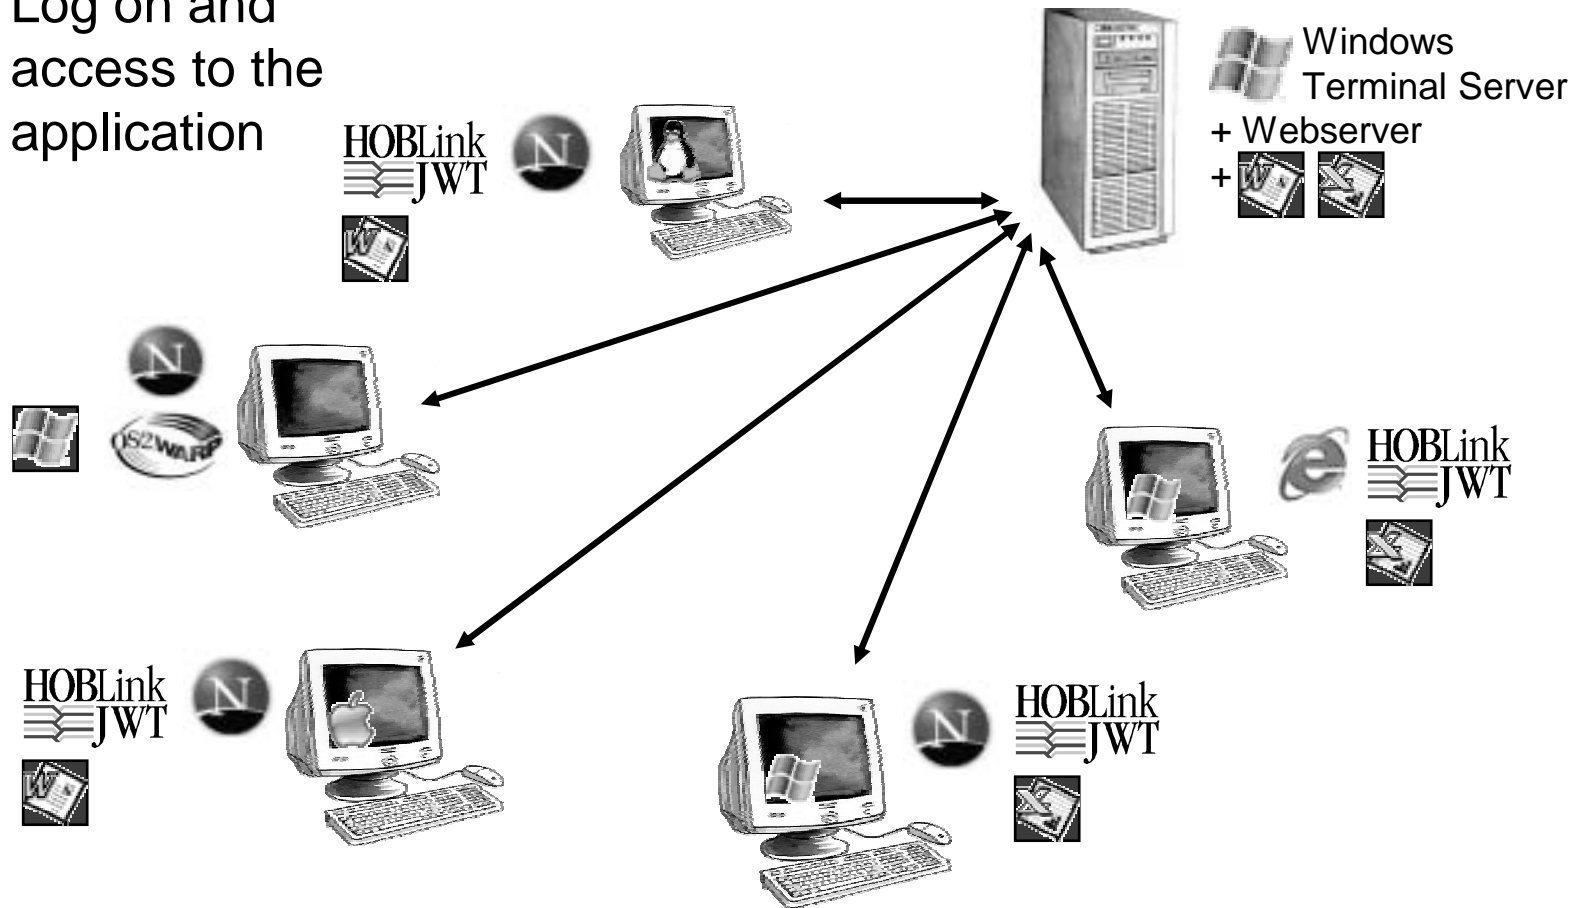 Log on and
access to the
application
Windows
Terminal Server
+ Webserver
+ W X
HOBLink
JWT
N
W
N
OS2WARP
HOBLink
JWT
e
X
HOBLink
JWT
N
W
HOBLink
JWT
N
X